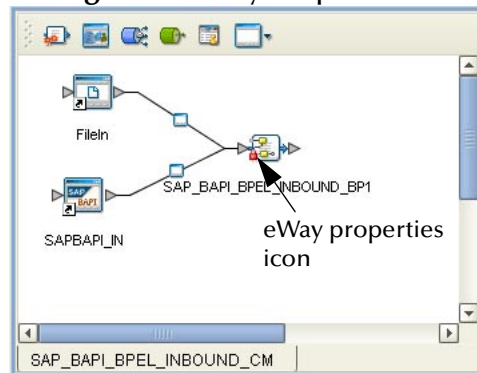 FileIn
SAP
BAPI
SAPBAPI_IN
SAP_BAPI_BPEL_INBOUND_BP1
eWay properties
icon
SAP_BAPI_BPEL_INBOUND_CM